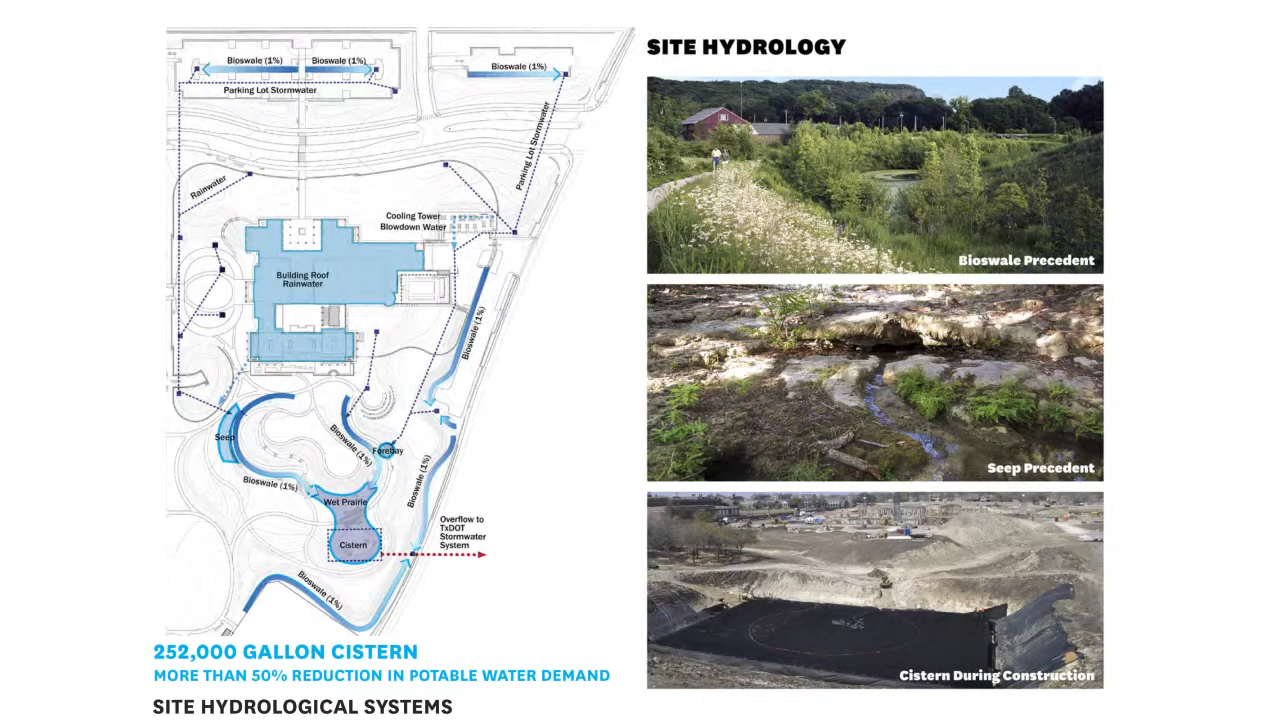 SITE HYDROLOGY
Bioswale (1%)
Bioswale (1%)
Bioswale (1%)
Parking Lot Stormwater
Parking Lot Stormwater
Rainwater
Cooling Tower
Blowdown Water
Building Roof
Rainwater
Bioswale (1%)
Seep
Bioswale (1%)
Forebay
Bioswale (1%)
Bioswale (1%)
Wet Prairie
Cistern
Overflow to
TxDOT
Stormwater
System
Bioswale (1%)
252,000 GALLON CISTERN
MORE THAN 50% REDUCTION IN POTABLE WATER DEMAND
SITE HYDROLOGICAL SYSTEMS
Bioswale Precedent
Seep Precedent
Cistern During Construction